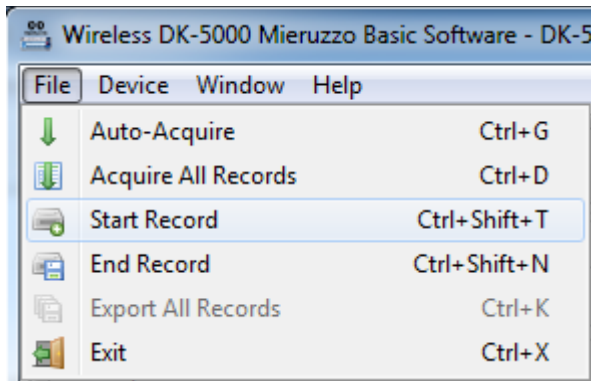 Wireless DK-5000 Mieruzzo Basic Software - DK-5
File Device Window Help
Auto-Acquire Ctrl+G
Acquire All Records Ctrl+D
Start Record Ctrl+Shift+T
End Record Ctrl+Shift+N
Export All Records Ctrl+K
Exit Ctrl+X